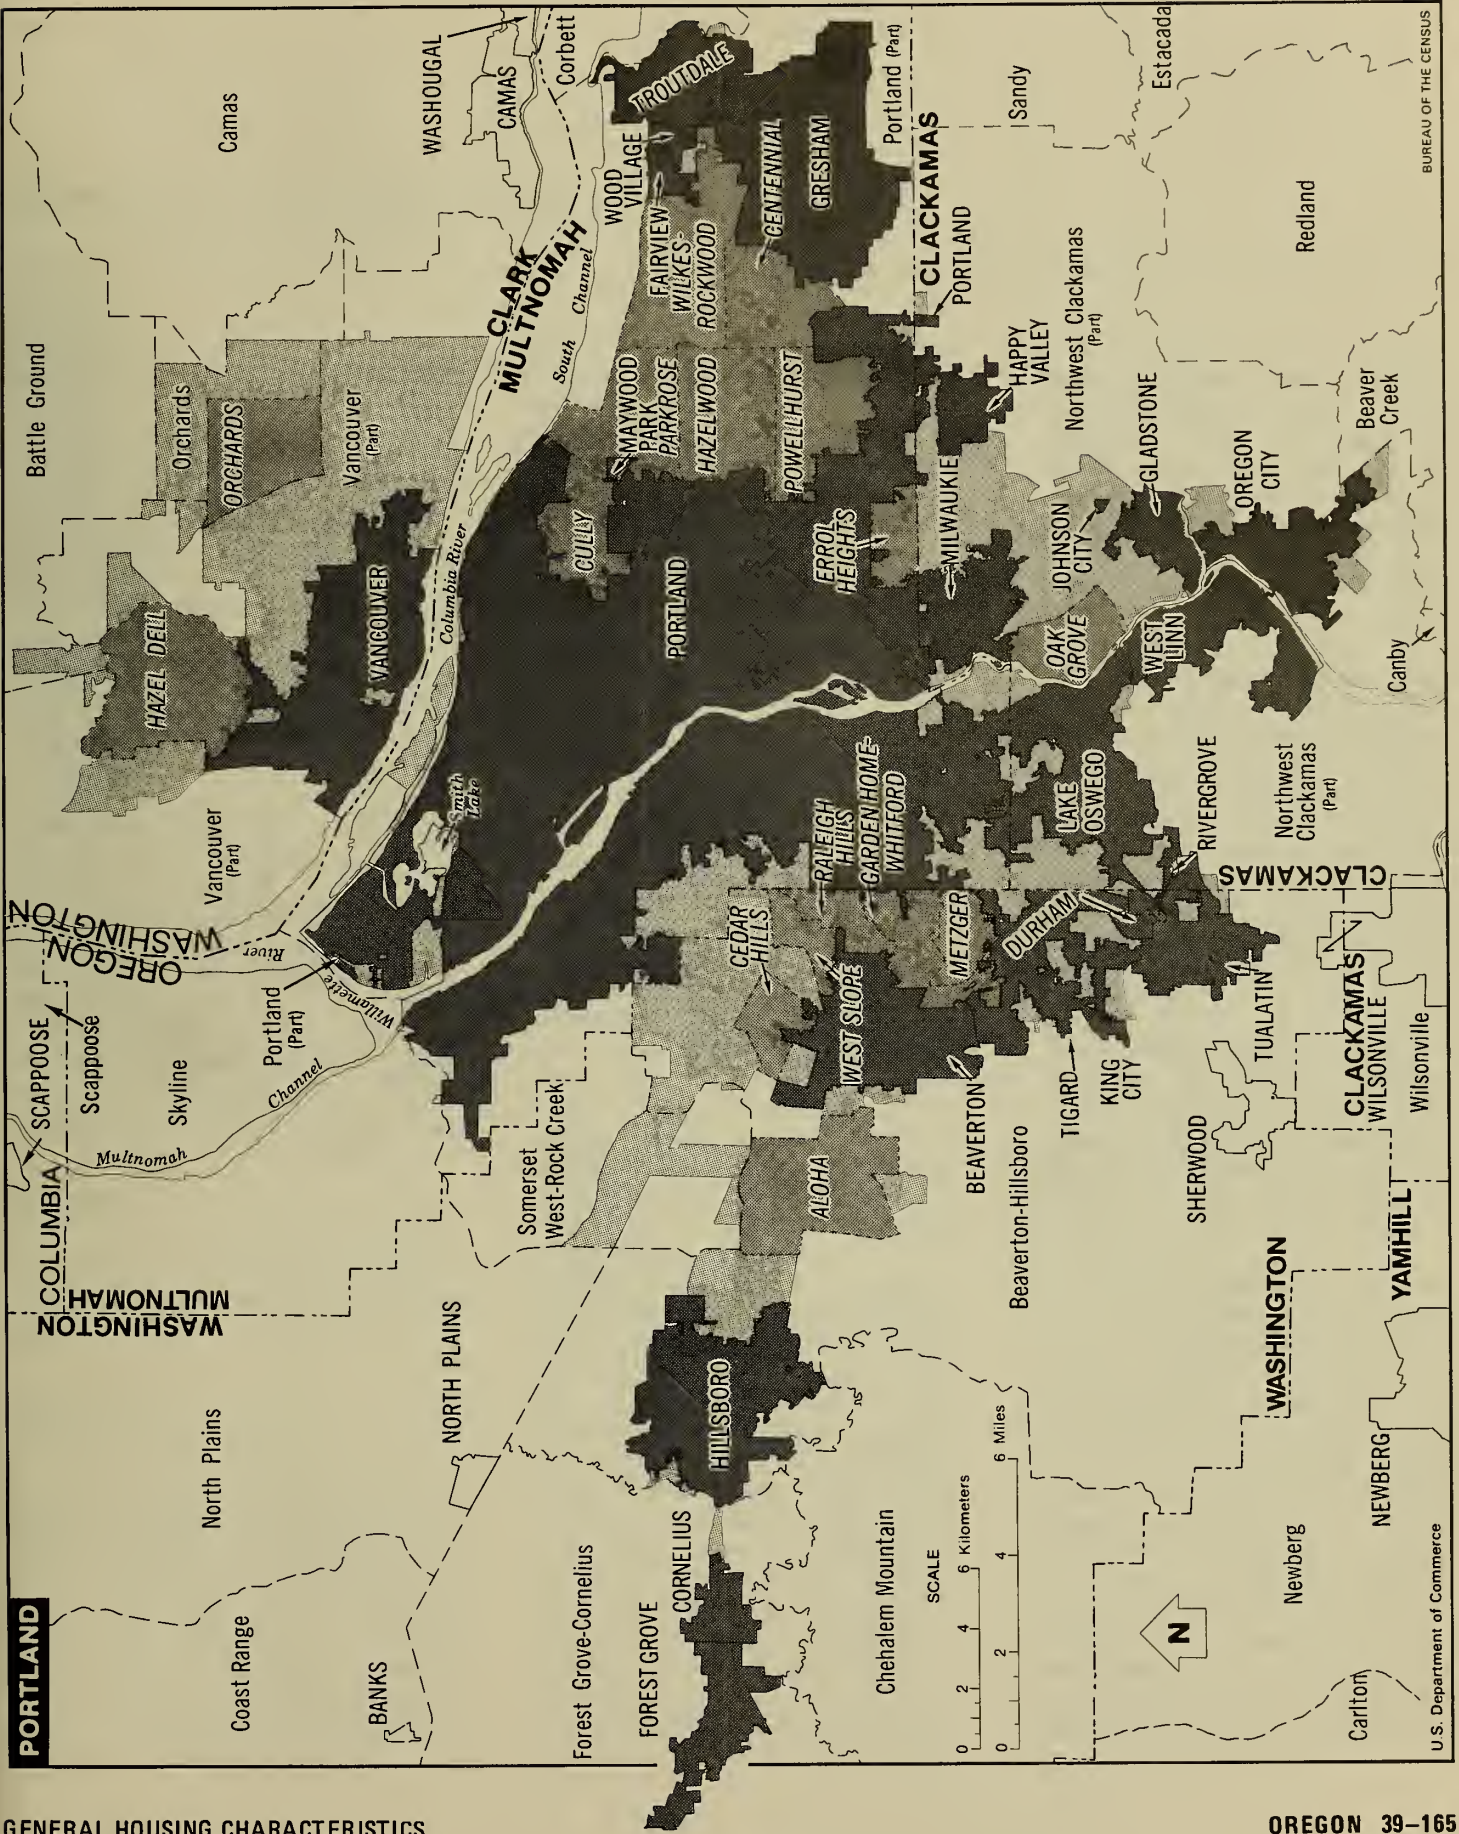 PORTLAND
Coast Range
BANKS
Forest Grove-Cornelius
FOREST GROVE
CORNELIUS
Chehalem Mountain
SCALE
0 2 4 6 Kilometers
0 2 4 6 Miles
N
Newberg
NEWBERG
Carlton
U.S. Department of Commerce
North Plains
NORTH PLAINS
HILLSBORO
WASHINGTON
MULTNOMAH
COLUMBIA
WASHINGTON
YAMHILL
SCAPPOOSE
Scappoose
Skyline
Multnomah
Channel
Portland
(Part)
Willamette
River
OREGON
WASHINGTON
Somerset
West-Rock Creek
ALOHA
Beaverton-Hillsboro
BEAVERTON
TIGARD
KING
CITY
SHERWOOD
TUALATIN
CLACKAMAS
WILSONVILLE
Wilsonville
CLACKAMAS
CEDAR
HILLS
WEST SLOPE
RALEIGH
HILLS
GARDEN HOME-
WHITFORD
METZGER
DURHAM
LAKE
OSWEGO
RIVERGROVE
Northwest
Clackamas
(Part)
Vancouver
(Part)
Smith
Lake
HAZEL DELL
VANCOUVER
Columbia River
PORTLAND
CULLY
ERROL
HEIGHTS
MILWAUKIE
OAK
GROVE
JOHNSON
CITY
WEST
LINN
GLADSTONE
OREGON
CITY
Canby
Beaver
Creek
Battle Ground
Orchards
ORCHARDS
Vancouver
(Part)
CLARK
MULTNOMAH
South Channel
MAYWOOD
PARK
PARKROSE
HAZELWOOD
POWELLHURST
FAIRVIEW
WILKES-
ROCKWOOD
WOOD
VILLAGE
CENTENNIAL
GRESHAM
TROUTDALE
CLACKAMAS
PORTLAND
HAPPY
VALLEY
Northwest Clackamas
(Part)
Redland
Camas
WASHOUGAL
CAMAS
Corbett
Portland (Part)
Sandy
Estacada
BUREAU OF THE CENSUS
GENERAL HOUSING CHARACTERISTICS
OREGON 39–165